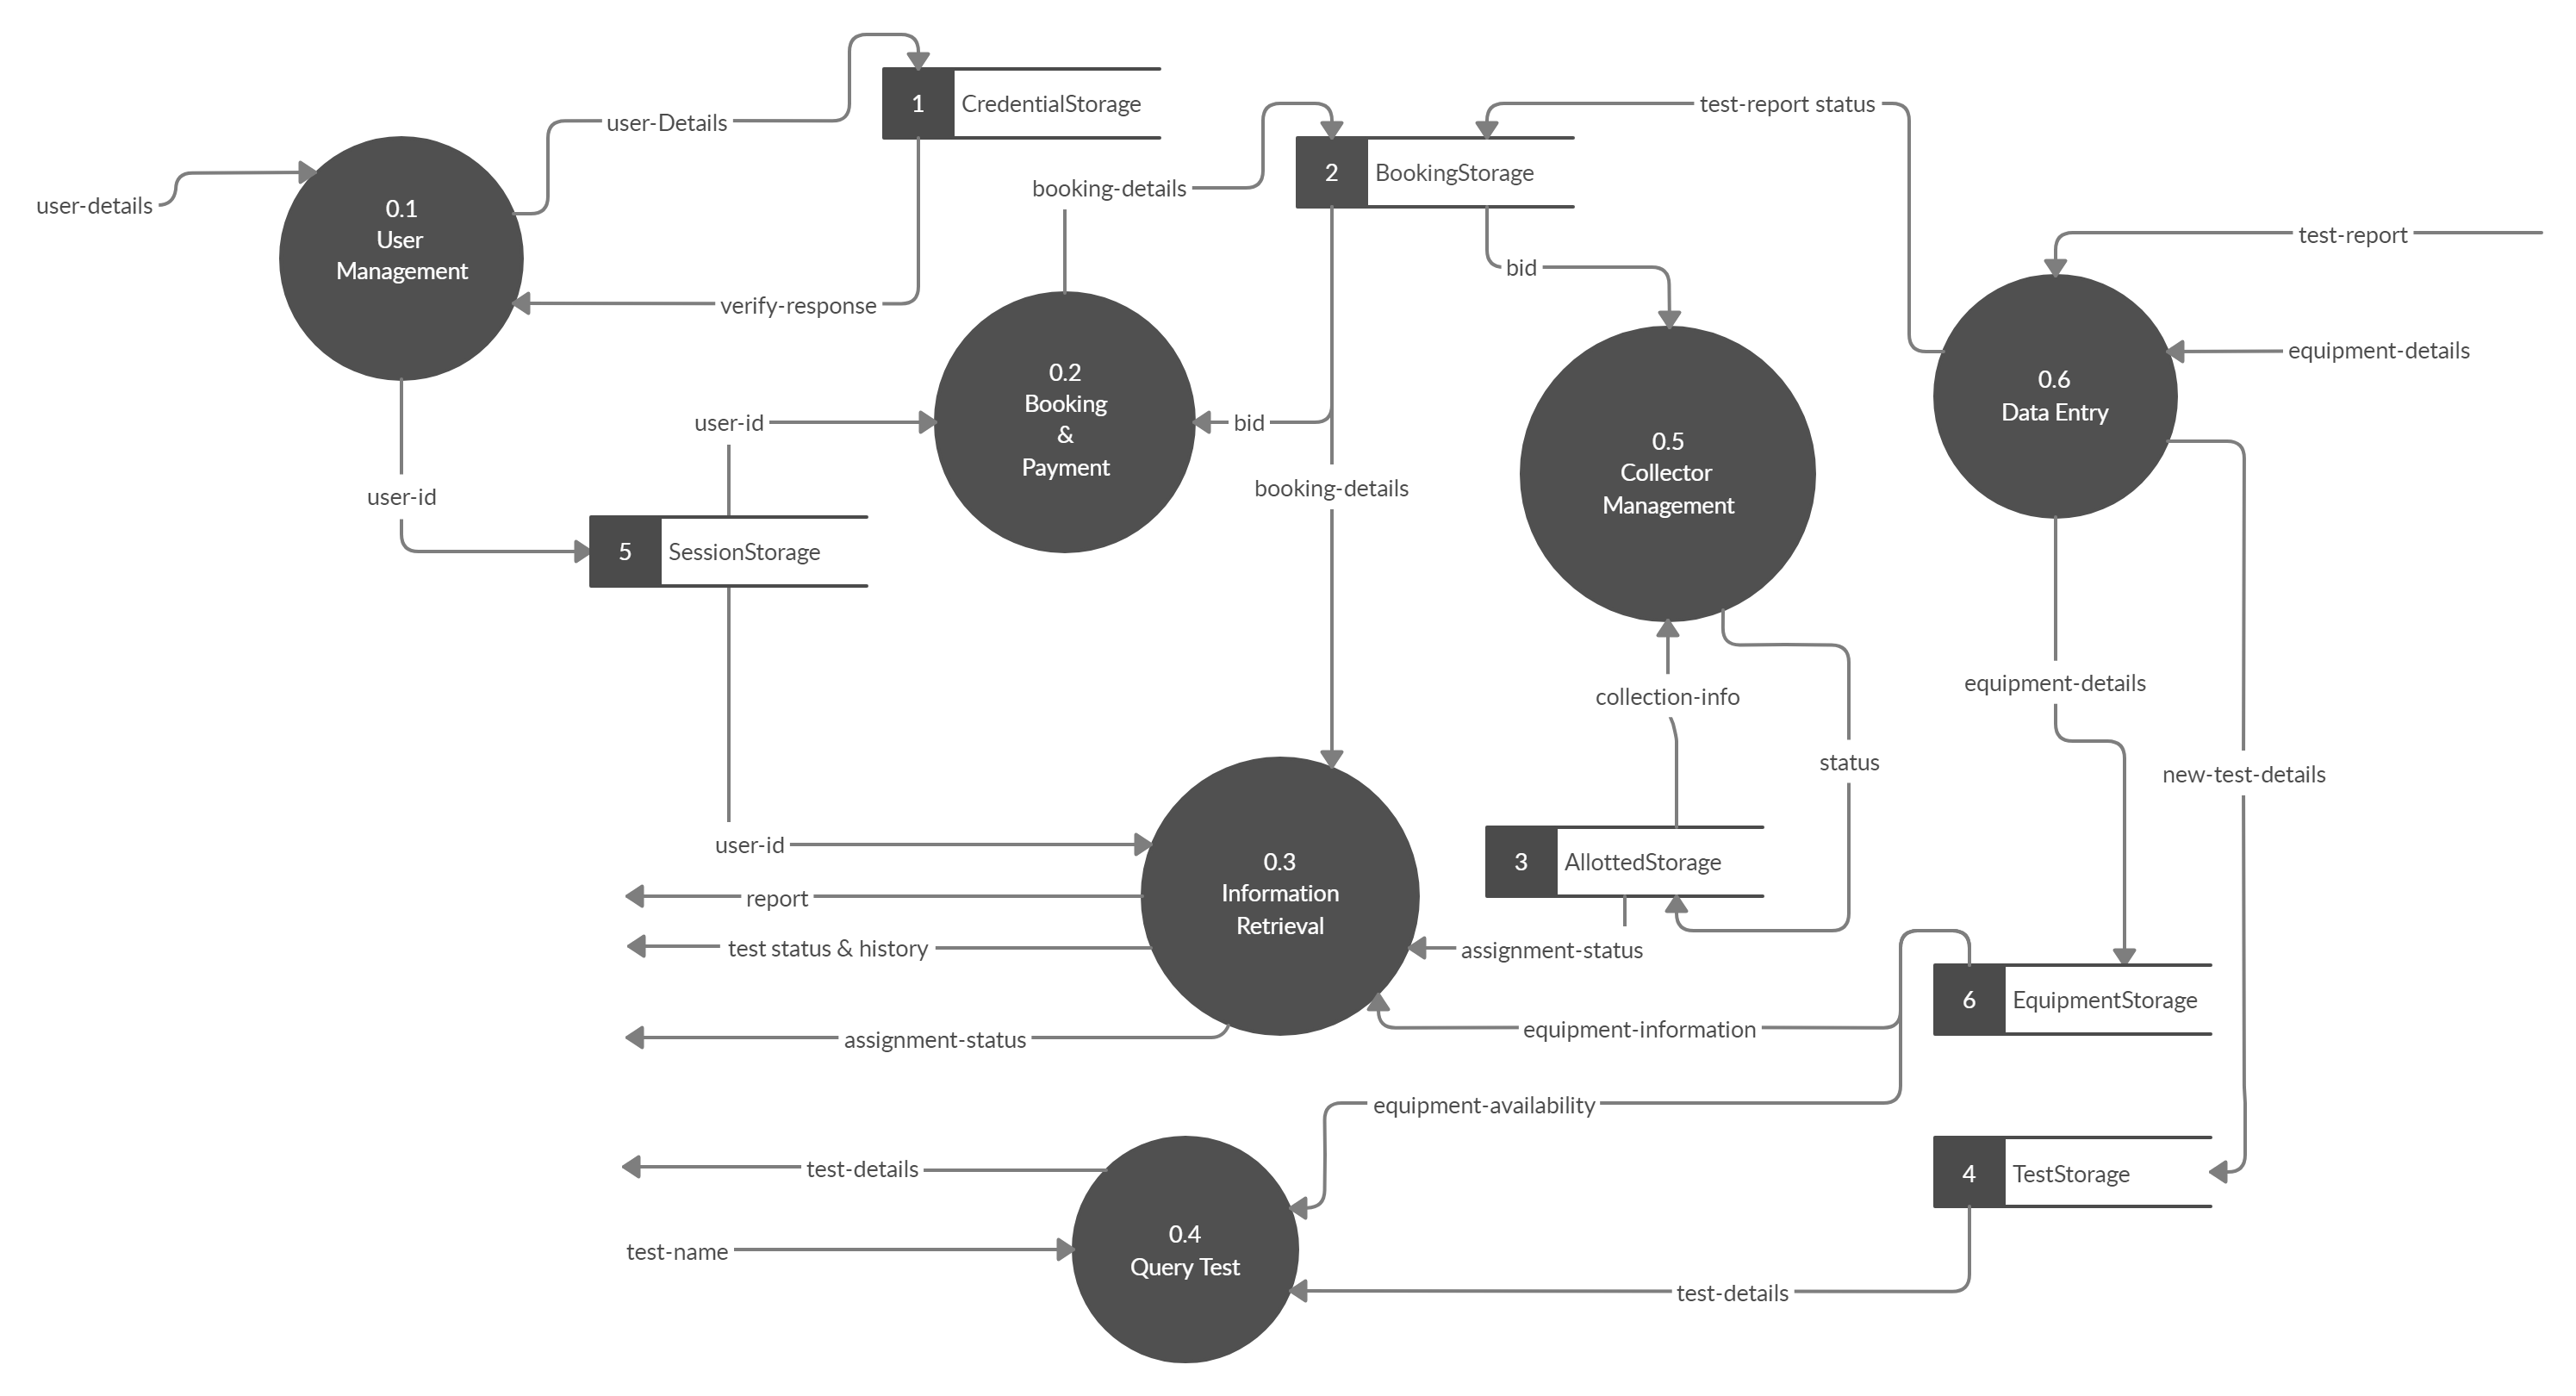 1
CredentialStorage
user-Details
test-report status
booking-details
2
BookingStorage
user-details
0.1
User
Management
test-report
bid
verify-response
equipment-details
0.2
Booking
&
Payment
0.6
Data Entry
user-id
bid
0.5
Collector
Management
user-id
booking-details
5
SessionStorage
equipment-details
collection-info
status
new-test-details
user-id
0.3
Information
Retrieval
3
AllottedStorage
report
test status & history
assignment-status
6
EquipmentStorage
equipment-information
assignment-status
equipment-availability
test-details
4
TestStorage
0.4
Query Test
test-name
test-details